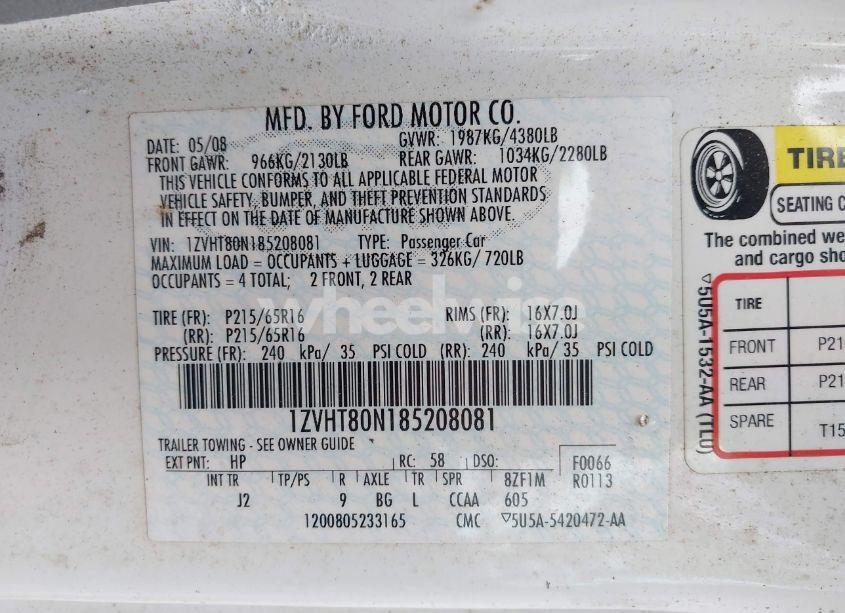 MFD. BY FORD MOTOR CO.
DATE: 05/08 GVWR: 1987KG/4380LB
FRONT GAWR: 966KG/2130LB REAR GAWR: 1034KG/2280LB
THIS VEHICLE CONFORMS TO ALL APPLICABLE FEDERAL MOTOR
VEHICLE SAFETY, BUMPER, AND THEFT PREVENTION STANDARDS
IN EFFECT ON THE DATE OF MANUFACTURE SHOWN ABOVE.
VIN: 1ZVHT80N185208081 TYPE: Passenger Car
MAXIMUM LOAD = OCCUPANTS + LUGGAGE = 326KG/ 720LB
OCCUPANTS = 4 TOTAL; 2 FRONT, 2 REAR
wheelwise
TIRE (FR): P215/65R16 RIMS (FR): 16X7.0J
(RR): P215/65R16 (RR): 16X7.0J
PRESSURE (FR): 240 kPa/ 35 PSI COLD (RR): 240 kPa/ 35 PSI COLD
1ZVHT80N185208081
TRAILER TOWING - SEE OWNER GUIDE
EXT PNT: HP RC: 58 DSO: F0066
INT TR TP/PS R AXLE TR SPR 8ZF1M R0113
J2 9 BG L CCAA 605
1200805233165 CMC ▽5U5A-5420472-AA
TIRE
SEATING C
The combined we
and cargo sho
▽5U5A-1532-AA (TL0)
TIRE
FRONT P21
REAR P21
SPARE T15